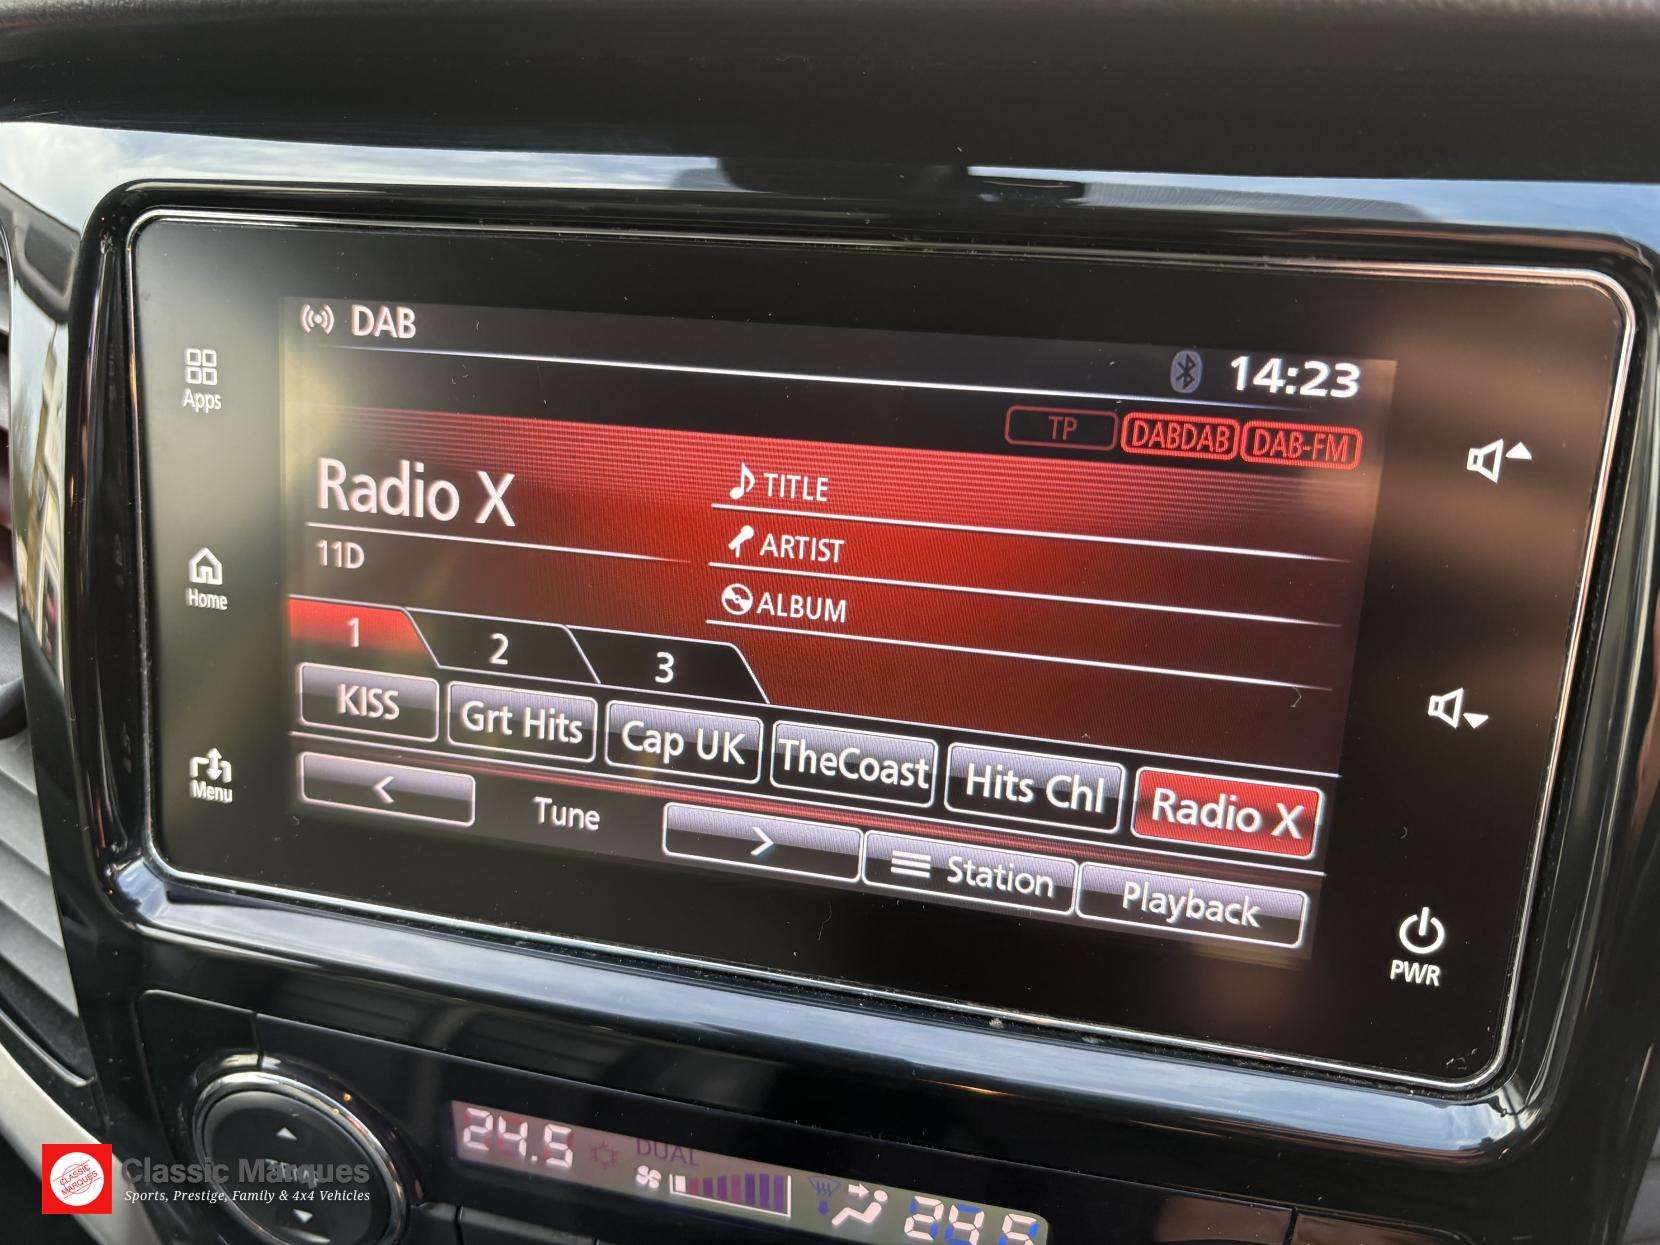 DAB
14:23
TP DABDAB DAB-FM
Apps
Radio X
TITLE
11D
ARTIST
Home
ALBUM
1 2 3
KISS Grt Hits Cap UK TheCoast Hits Chl Radio X
Menu
< Tune > Station Playback
PWR
24.5 DUAL
CLASSIC MARQUES
Classic Marques
Sports, Prestige, Family & 4x4 Vehicles